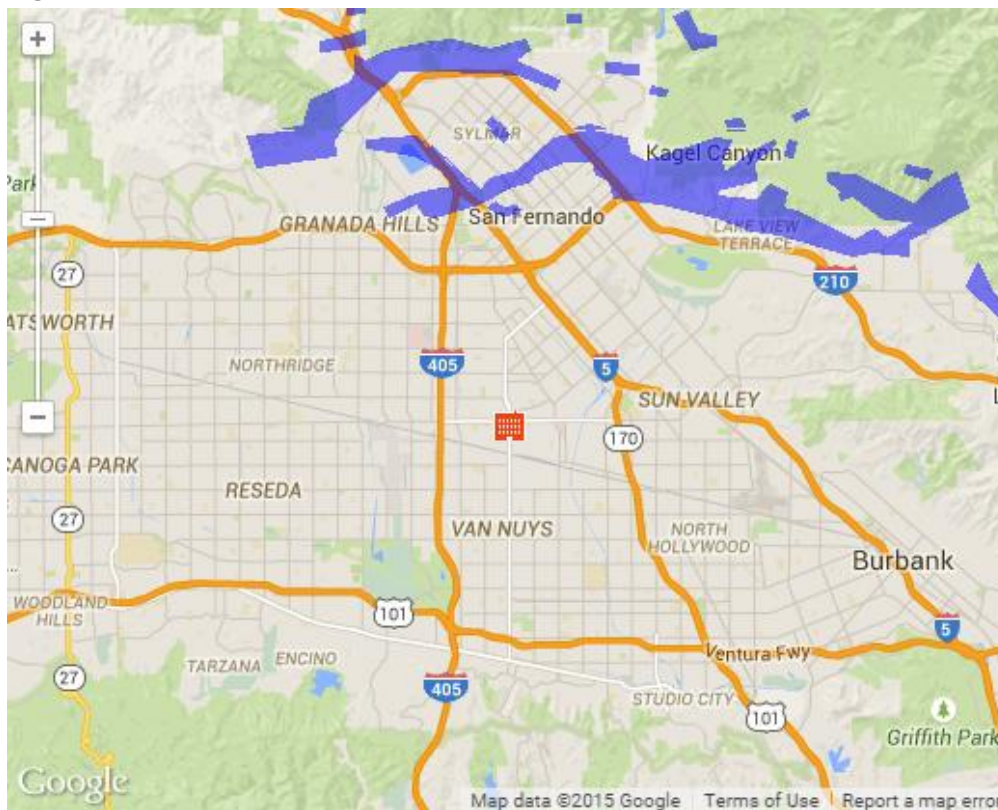 +
SYLMAR
Kagel Canyon
Park
San Fernando
GRANADA HILLS
LAKE VIEW
TERRACE
27
210
ATSWORTH
NORTHRIDGE
405
5
SUN VALLEY
L
−
170
CANOGA PARK
RESEDA
27
VAN NUYS
NORTH
HOLLYWOOD
Burbank
...
WOODLAND
HILLS
101
5
Ventura Fwy
27
TARZANA
ENCINO
405
STUDIO CITY
101
Griffith Park
Google
Map data ©2015 Google
Terms of Use
Report a map error